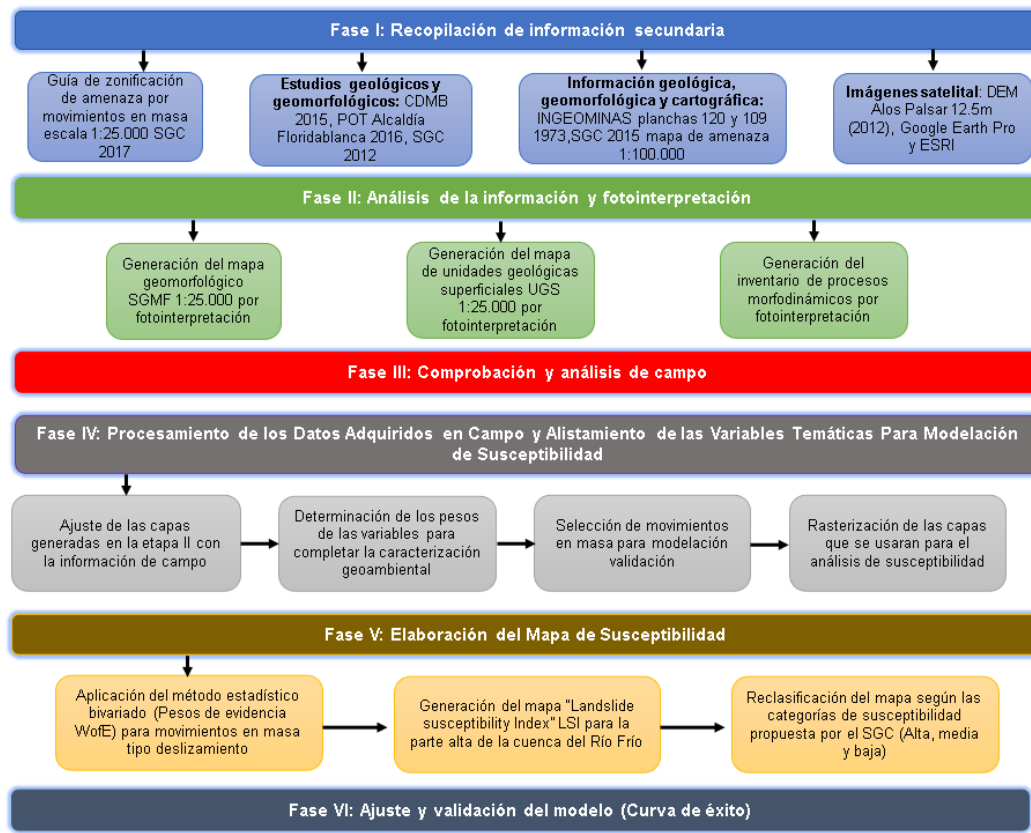 Fase I: Recopilación de información secundaria
Guía de zonificación
de amenaza por
movimientos en masa
escala 1:25.000 SGC
2017
Estudios geológicos y
geomorfológicos: CDMB
2015, POT Alcaldía
Floridablanca 2016, SGC
2012
Información geológica,
geomorfológica y cartográfica:
INGEOMINAS planchas 120 y 109
1973,SGC 2015 mapa de amenaza
1:100.000
Imágenes satelital: DEM
Alos Palsar 12.5m
(2012), Google Earth Pro
y ESRI
Fase II: Análisis de la información y fotointerpretación
Generación del mapa
geomorfológico
SGMF 1:25.000 por
fotointerpretación
Generación del mapa
de unidades geológicas
superficiales UGS
1:25.000 por
fotointerpretación
Generación del
inventario de procesos
morfodinámicos por
fotointerpretación
Fase III: Comprobación y análisis de campo
Fase IV: Procesamiento de los Datos Adquiridos en Campo y Alistamiento de las Variables Temáticas Para Modelación
de Susceptibilidad
Ajuste de las capas
generadas en la etapa II con
la información de campo
Determinación de los pesos
de las variables para
completar la caracterización
geoambiental
Selección de movimientos
en masa para modelación
validación
Rasterización de las capas
que se usaran para el
análisis de susceptibilidad
Fase V: Elaboración del Mapa de Susceptibilidad
Aplicación del método estadístico
bivariado (Pesos de evidencia
WofE) para movimientos en masa
tipo deslizamiento
Generación del mapa "Landslide
susceptibility Index" LSI para la
parte alta de la cuenca del Río Frío
Reclasificación del mapa según las
categorías de susceptibilidad
propuesta por el SGC (Alta, media
y baja)
Fase VI: Ajuste y validación del modelo (Curva de éxito)